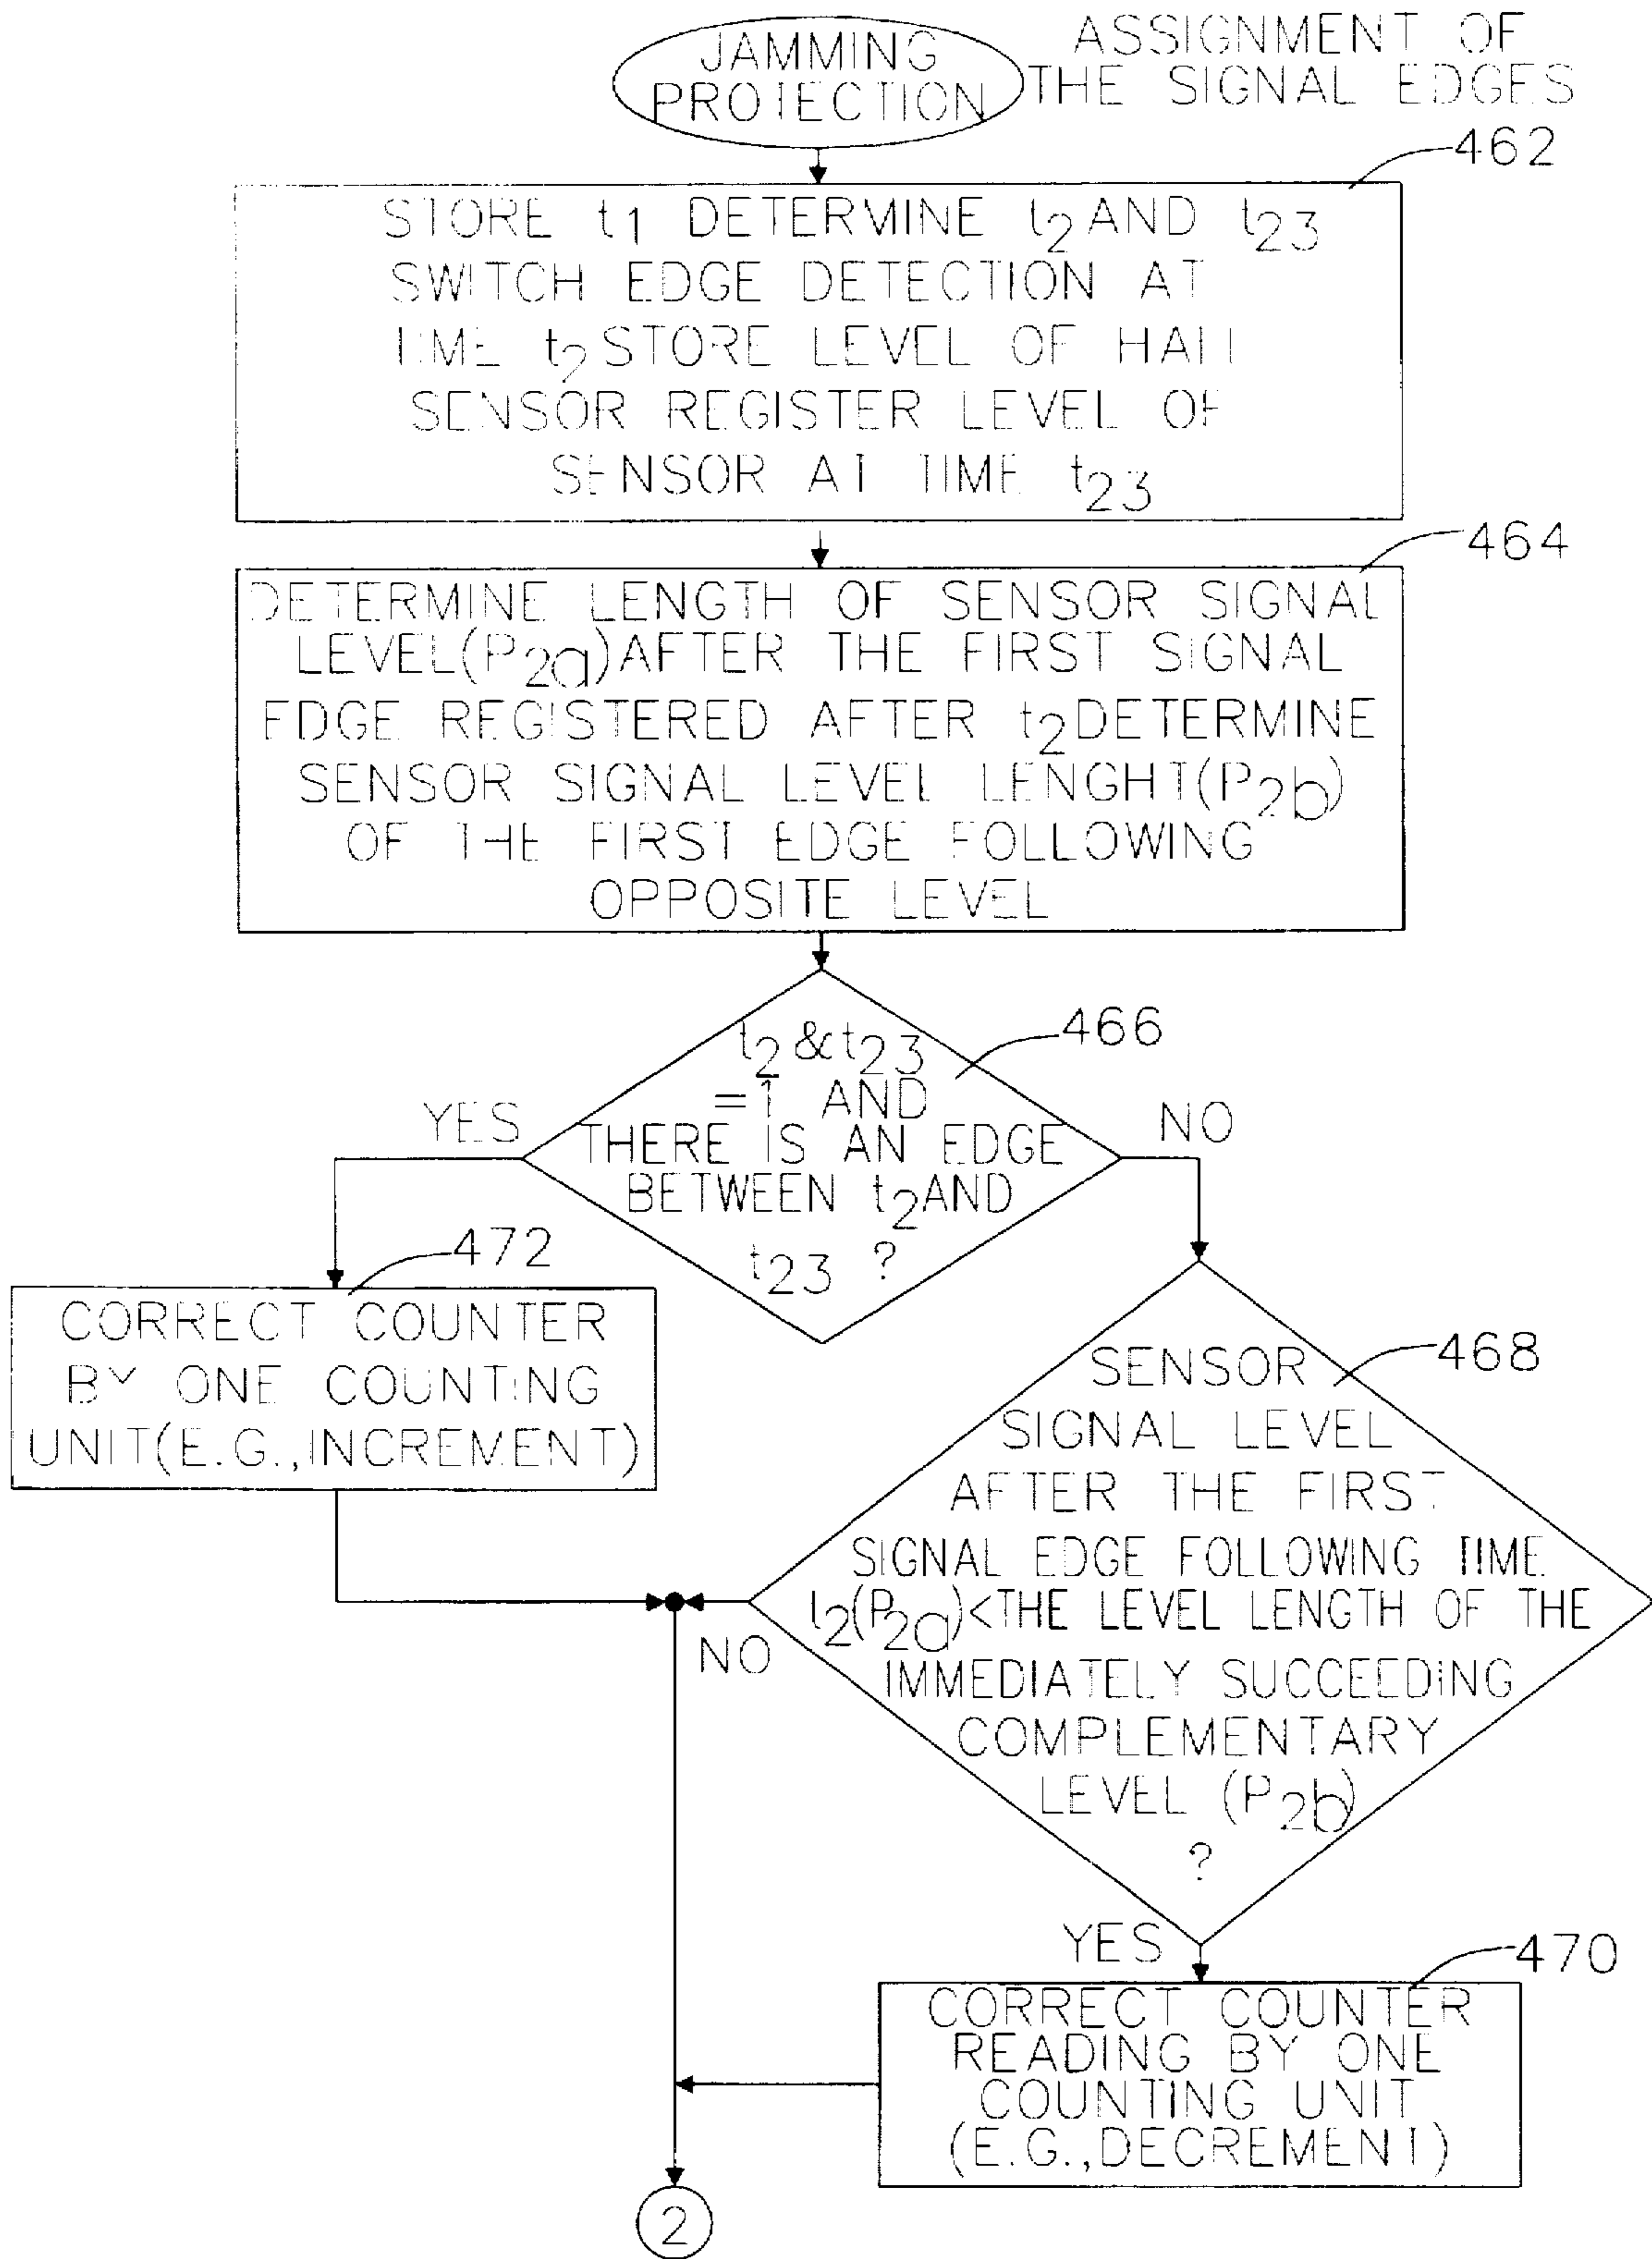 JAMMING
PROTECTION
ASSIGNMENT OF
THE SIGNAL EDGES
462
STORE t1 DETERMINE t2 AND t23
SWITCH EDGE DETECTION AT
TIME t2 STORE LEVEL OF HALL
SENSOR REGISTER LEVEL OF
SENSOR AT TIME t23
464
DETERMINE LENGTH OF SENSOR SIGNAL
LEVEL(P2a)AFTER THE FIRST SIGNAL
EDGE REGISTERED AFTER t2 DETERMINE
SENSOR SIGNAL LEVEL LENGHT(P2b)
OF THE FIRST EDGE FOLLOWING
OPPOSITE LEVEL
466
t2 & t23
=1 AND
THERE IS AN EDGE
BETWEEN t2 AND
t23 ?
YES
NO
472
CORRECT COUNTER
BY ONE COUNTING
UNIT(E.G.,INCREMENT)
468
SENSOR
SIGNAL LEVEL
AFTER THE FIRST
SIGNAL EDGE FOLLOWING TIME
t2(P2a)<THE LEVEL LENGTH OF THE
IMMEDIATELY SUCCEEDING
COMPLEMENTARY
LEVEL (P2b)
?
NO
YES
470
CORRECT COUNTER
READING BY ONE
COUNTING UNIT
(E.G.,DECREMENT)
2